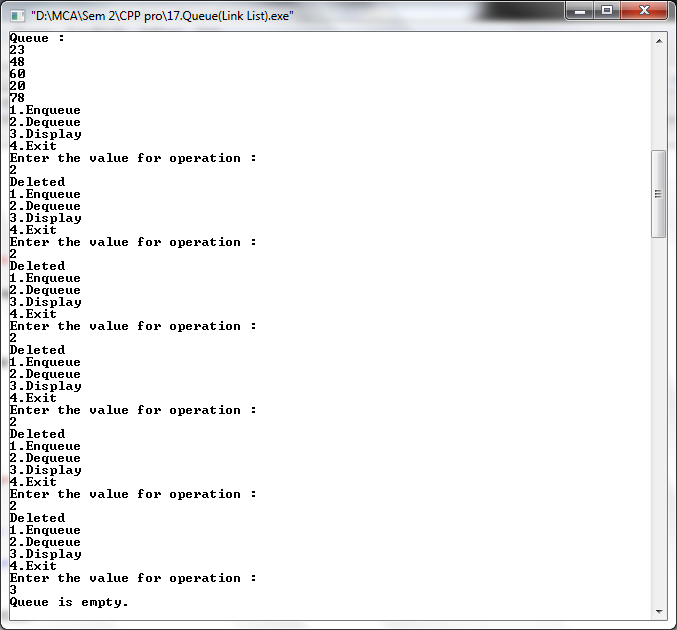 "D:\MCA\Sem 2\CPP pro\17.Queue(Link List).exe"
Queue :
23
48
60
20
78
1.Enqueue
2.Dequeue
3.Display
4.Exit
Enter the value for operation :
2
Deleted
1.Enqueue
2.Dequeue
3.Display
4.Exit
Enter the value for operation :
2
Deleted
1.Enqueue
2.Dequeue
3.Display
4.Exit
Enter the value for operation :
2
Deleted
1.Enqueue
2.Dequeue
3.Display
4.Exit
Enter the value for operation :
2
Deleted
1.Enqueue
2.Dequeue
3.Display
4.Exit
Enter the value for operation :
2
Deleted
1.Enqueue
2.Dequeue
3.Display
4.Exit
Enter the value for operation :
3
Queue is empty.